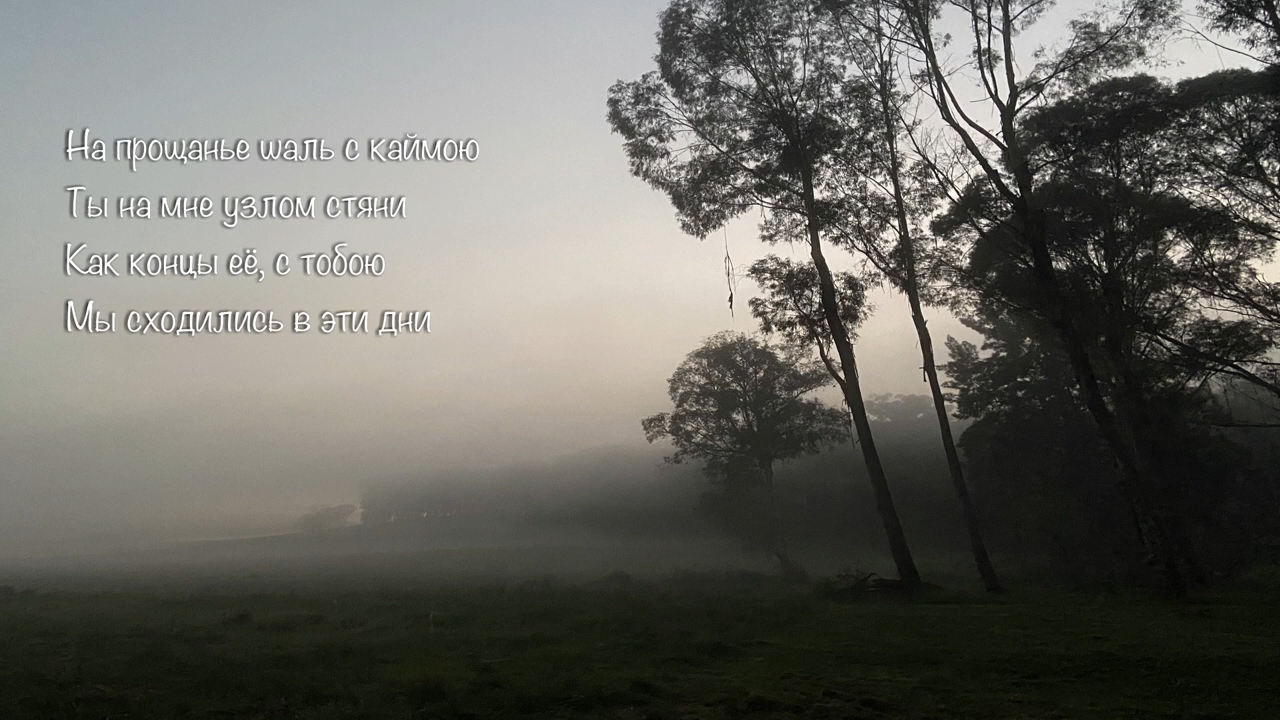 На прощанье шаль с каймою
Ты на мне узлом стяни
Как концы её, с тобою
Мы сходились в эти дни